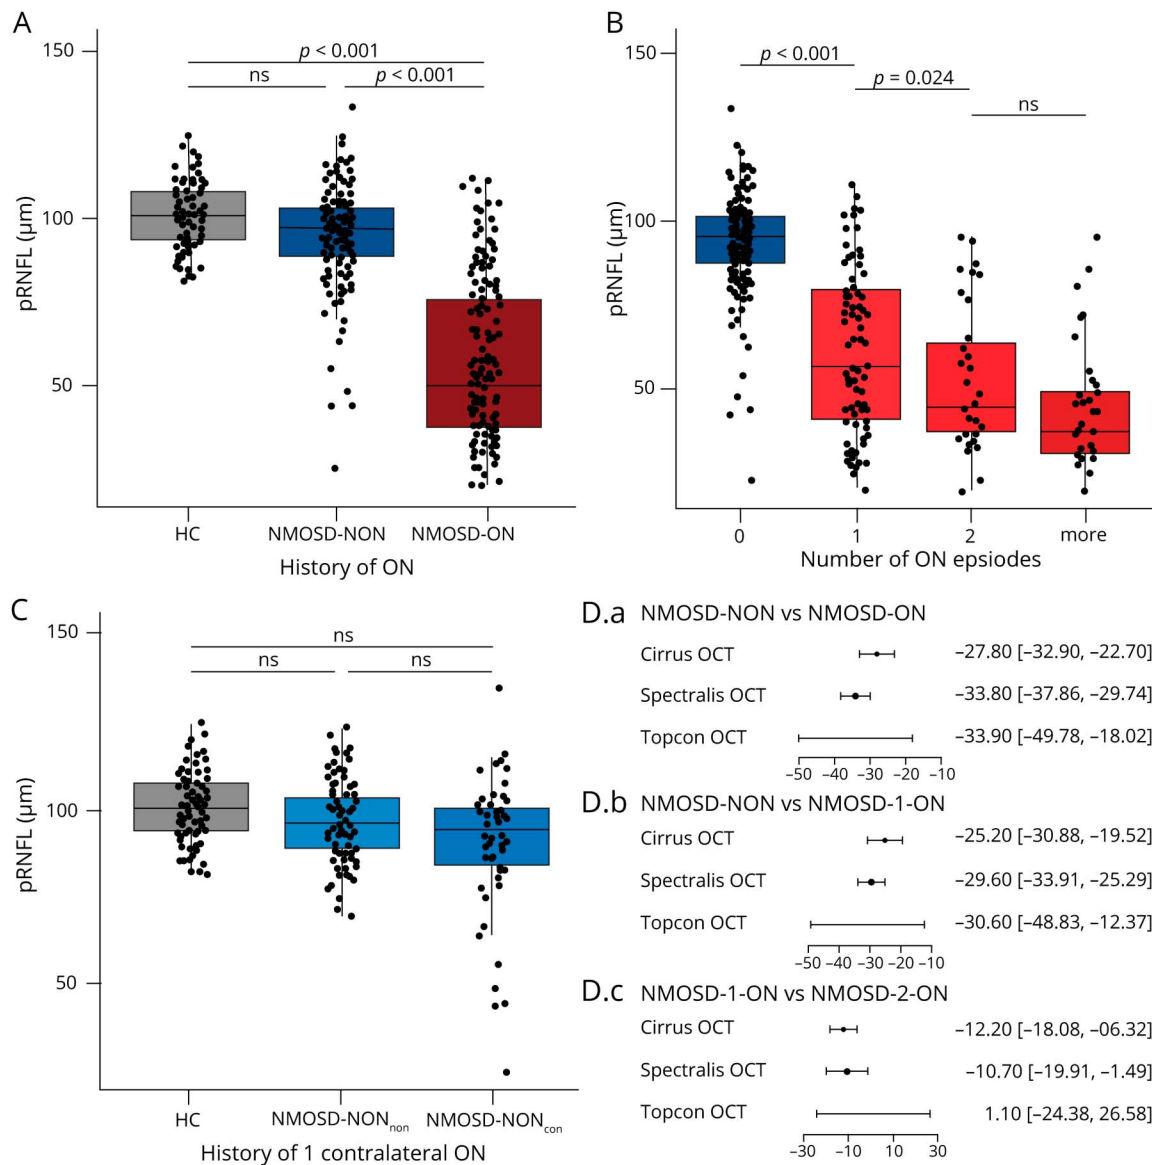 A
150
100
50
pRNFL (μm)
p < 0.001
ns
p < 0.001
HC
NMOSD-NON
NMOSD-ON
History of ON
B
150
100
50
pRNFL (μm)
p < 0.001
p = 0.024
ns
0
1
2
more
Number of ON epsiodes
C
150
100
50
pRNFL (μm)
ns
ns
ns
HC
NMOSD-NONnon
NMOSD-NONcon
History of 1 contralateral ON
D.a NMOSD-NON vs NMOSD-ON
Cirrus OCT –27.80 [–32.90, –22.70)
Spectralis OCT –33.80 [–37.86, –29.74]
Topcon OCT –33.90 [–49.78, –18.02]
–50 –40 –30 –20 –10
D.b NMOSD-NON vs NMOSD-1-ON
Cirrus OCT –25.20 [–30.88, –19.52]
Spectralis OCT –29.60 [–33.91, –25.29]
Topcon OCT –30.60 [–48.83, –12.37]
–50 –40 –30 –20 –10
D.c NMOSD-1-ON vs NMOSD-2-ON
Cirrus OCT –12.20 [–18.08, –06.32]
Spectralis OCT –10.70 [–19.91, –1.49]
Topcon OCT 1.10 [–24.38, 26.58]
–30 –10 10 30